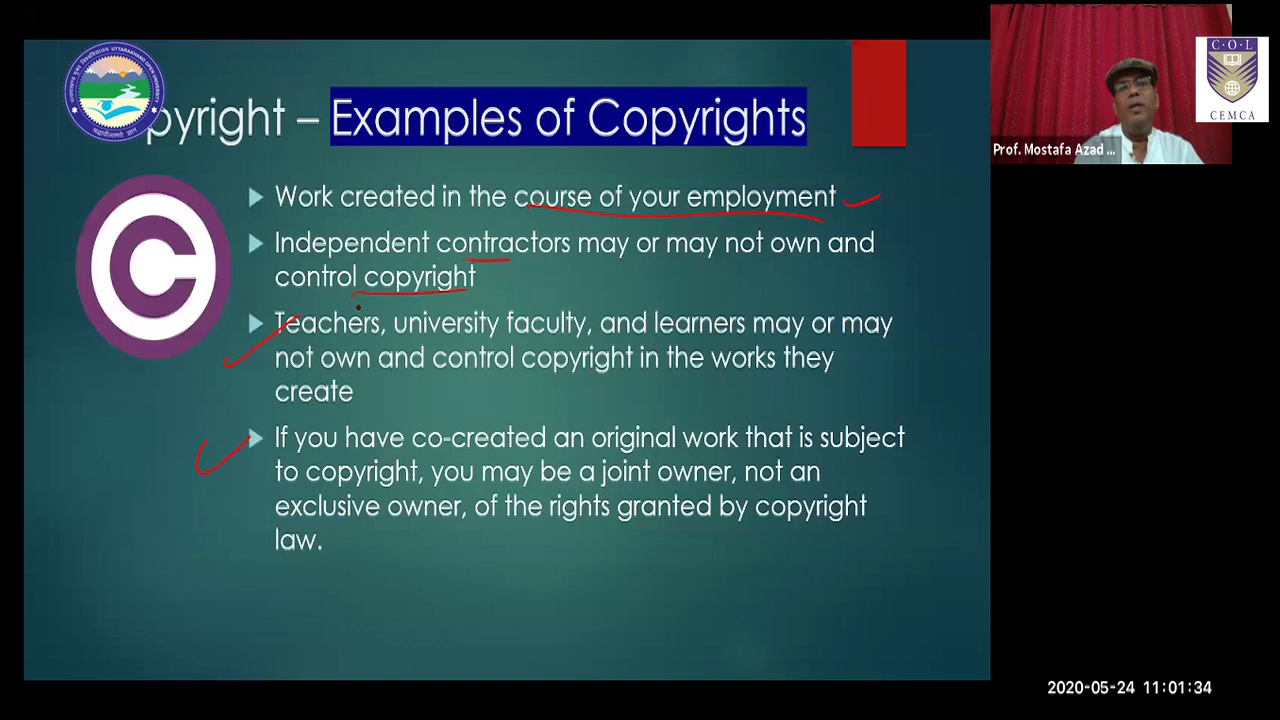 pyright – Examples of Copyrights
Work created in the course of your employment
Independent contractors may or may not own and
control copyright
Teachers, university faculty, and learners may or may
not own and control copyright in the works they
create
If you have co-created an original work that is subject
to copyright, you may be a joint owner, not an
exclusive owner, of the rights granted by copyright
law.
C·O·L
CEMCA
Prof. Mostafa Azad ...
2020-05-24 11:01:34
UTTARAKHAND OPEN UNIVERSITY